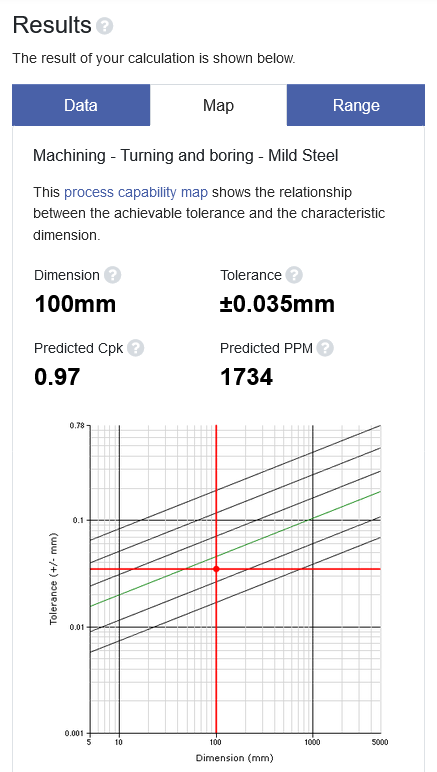 Results ?
The result of your calculation is shown below.
Data Map Range
Machining - Turning and boring - Mild Steel
This process capability map shows the relationship
between the achievable tolerance and the characteristic
dimension.
Dimension ? Tolerance ?
100mm ±0.035mm
Predicted Cpk ? Predicted PPM ?
0.97 1734
0.78
0.1
Tolerance (+/- mm)
0.01
0.001
5 10 100 1000 5000
Dimension (mm)